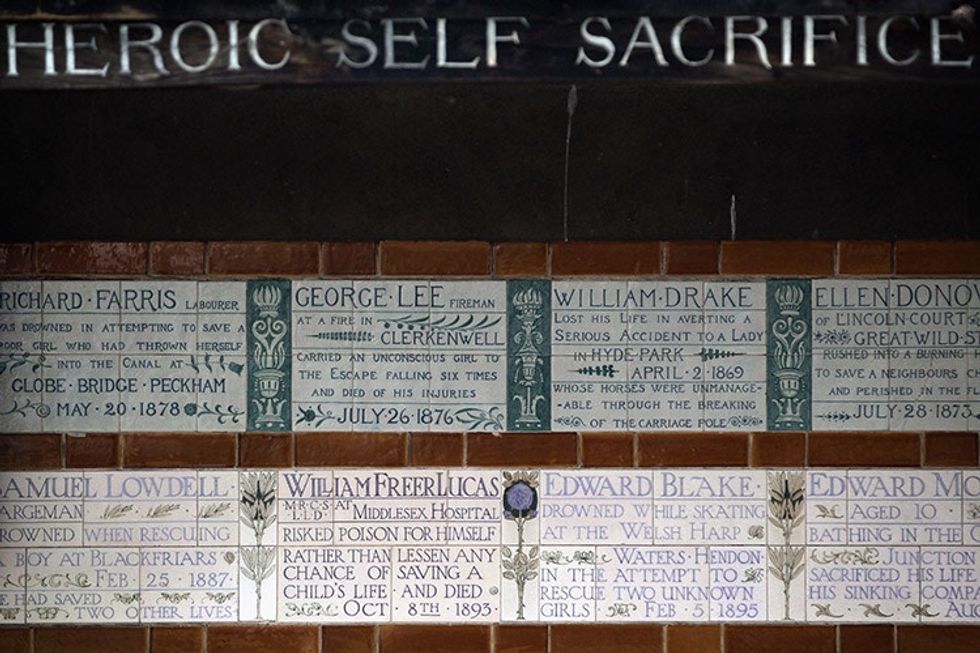 HEROIC SELF SACRIFICE
RICHARD·FARRIS LABOURER
WAS DROWNED IN ATTEMPTING TO SAVE A
POOR GIRL WHO HAD THROWN HERSELF
INTO THE CANAL AT
GLOBE·BRIDGE·PECKHAM
MAY·20·1878
GEORGE·LEE FIREMAN
AT A FIRE IN
CLERKENWELL
CARRIED AN UNCONSCIOUS GIRL TO
THE ESCAPE FALLING SIX TIMES
AND DIED OF HIS INJURIES
JULY·26·1876
WILLIAM·DRAKE
LOST HIS LIFE IN AVERTING A
SERIOUS ACCIDENT TO A LADY
IN HYDE PARK
APRIL·2·1869
WHOSE HORSES WERE UNMANAGE-
-ABLE THROUGH THE BREAKING
OF THE CARRIAGE POLE
ELLEN·DONO
OF LINCOLN·COURT
GREAT·WILD·S
RUSHED INTO A BURNING H
TO SAVE A NEIGHBOURS CH
AND PERISHED IN THE F
JULY·28·1873
SAMUEL LOWDELL
BARGEMAN
DROWNED WHEN RESCUING
A BOY AT BLACKFRIARS
FEB·25·1887·
HE HAD SAVED
TWO OTHER LIVES
WILLIAM FREER LUCAS
M·R·C·S· AT
L·L·D· MIDDLESEX HOSPITAL
RISKED POISON FOR HIMSELF
RATHER THAN LESSEN ANY
CHANCE OF SAVING A
CHILD'S LIFE AND DIED
OCT·8TH·1893·
EDWARD BLAKE
DROWNED WHILE SKATING
AT THE WELSH HARP
WATERS·HENDON
IN THE ATTEMPT TO
RESCUE TWO UNKNOWN
GIRLS·FEB 5 1895
EDWARD MO
AGED 10
BATHING IN THE
JUNCTION
SACRIFICED HIS LIFE
HIS SINKING COMP
AU